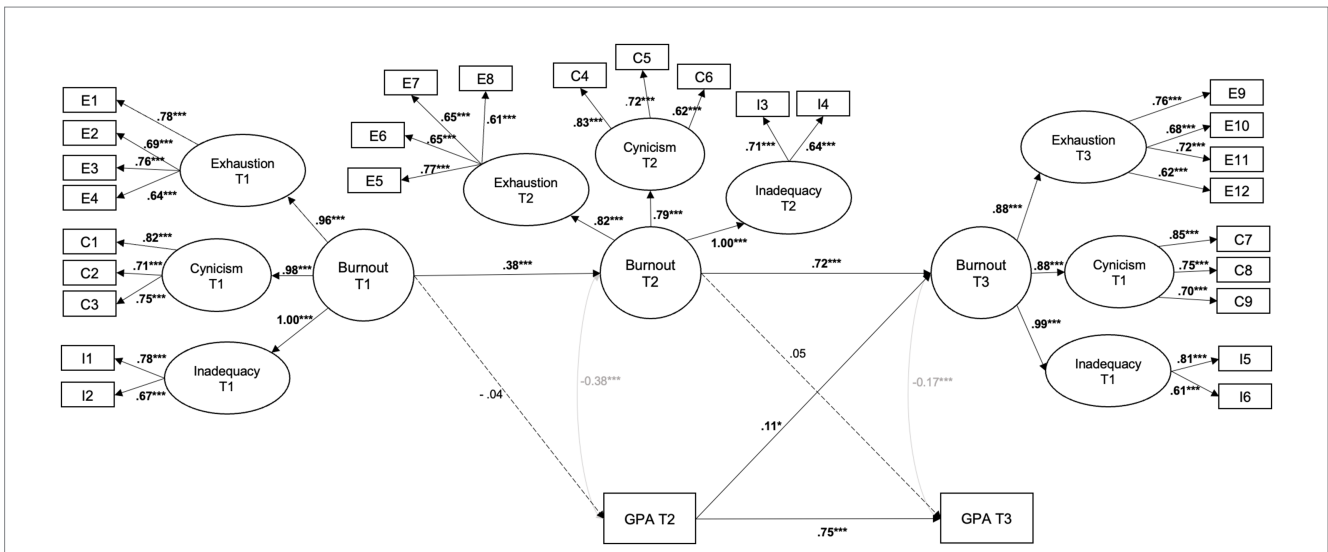 E1
E2
E3
E4
.78***
.69***
.76***
.64***
Exhaustion
T1
.96***
C1
C2
C3
.82***
.71***
.75***
Cynicism
T1
.98***
I1
I2
.78***
.67***
Inadequacy
T1
1.00***
Burnout
T1
.38***
- .04
E5
E6
E7
E8
.77***
.65***
.65***
.61***
Exhaustion
T2
.82***
C4
C5
C6
.83***
.72***
.62***
Cynicism
T2
.79***
I3
I4
.71***
.64***
Inadequacy
T2
1.00***
Burnout
T2
.72***
.05
-0.38***
.11*
-0.17***
GPA T2
.75***
GPA T3
Burnout
T3
.88***
Exhaustion
T3
.76***
.68***
.72***
.62***
E9
E10
E11
E12
.88***
Cynicism
T1
.85***
.75***
.70***
C7
C8
C9
.99***
Inadequacy
T1
.81***
.61***
I5
I6